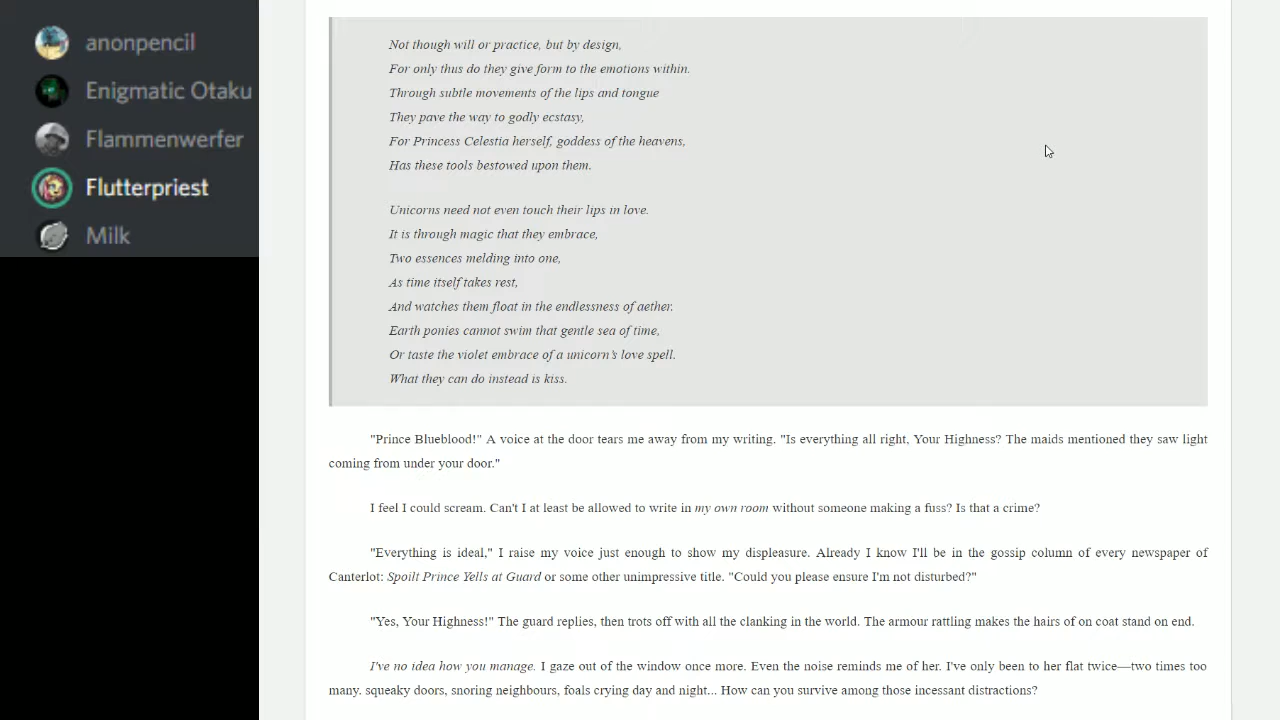 anonpencil
Enigmatic Otaku
Flammenwerfer
Flutterpriest
Milk
Not though will or practice, but by design,
For only thus do they give form to the emotions within.
Through subtle movements of the lips and tongue
They pave the way to godly ecstasy,
For Princess Celestia herself, goddess of the heavens,
Has these tools bestowed upon them.
Unicorns need not even touch their lips in love.
It is through magic that they embrace,
Two essences melding into one,
As time itself takes rest,
And watches them float in the endlessness of aether.
Earth ponies cannot swim that gentle sea of time,
Or taste the violet embrace of a unicorn's love spell.
What they can do instead is kiss.
"Prince Blueblood!" A voice at the door tears me away from my writing. "Is everything all right, Your Highness? The maids mentioned they saw light
coming from under your door."
I feel I could scream. Can't I at least be allowed to write in my own room without someone making a fuss? Is that a crime?
"Everything is ideal," I raise my voice just enough to show my displeasure. Already I know I'll be in the gossip column of every newspaper of
Canterlot: Spoilt Prince Yells at Guard or some other unimpressive title. "Could you please ensure I'm not disturbed?"
"Yes, Your Highness!" The guard replies, then trots off with all the clanking in the world. The armour rattling makes the hairs of on coat stand on end.
I've no idea how you manage. I gaze out of the window once more. Even the noise reminds me of her. I've only been to her flat twice—two times too
many. squeaky doors, snoring neighbours, foals crying day and night... How can you survive among those incessant distractions?